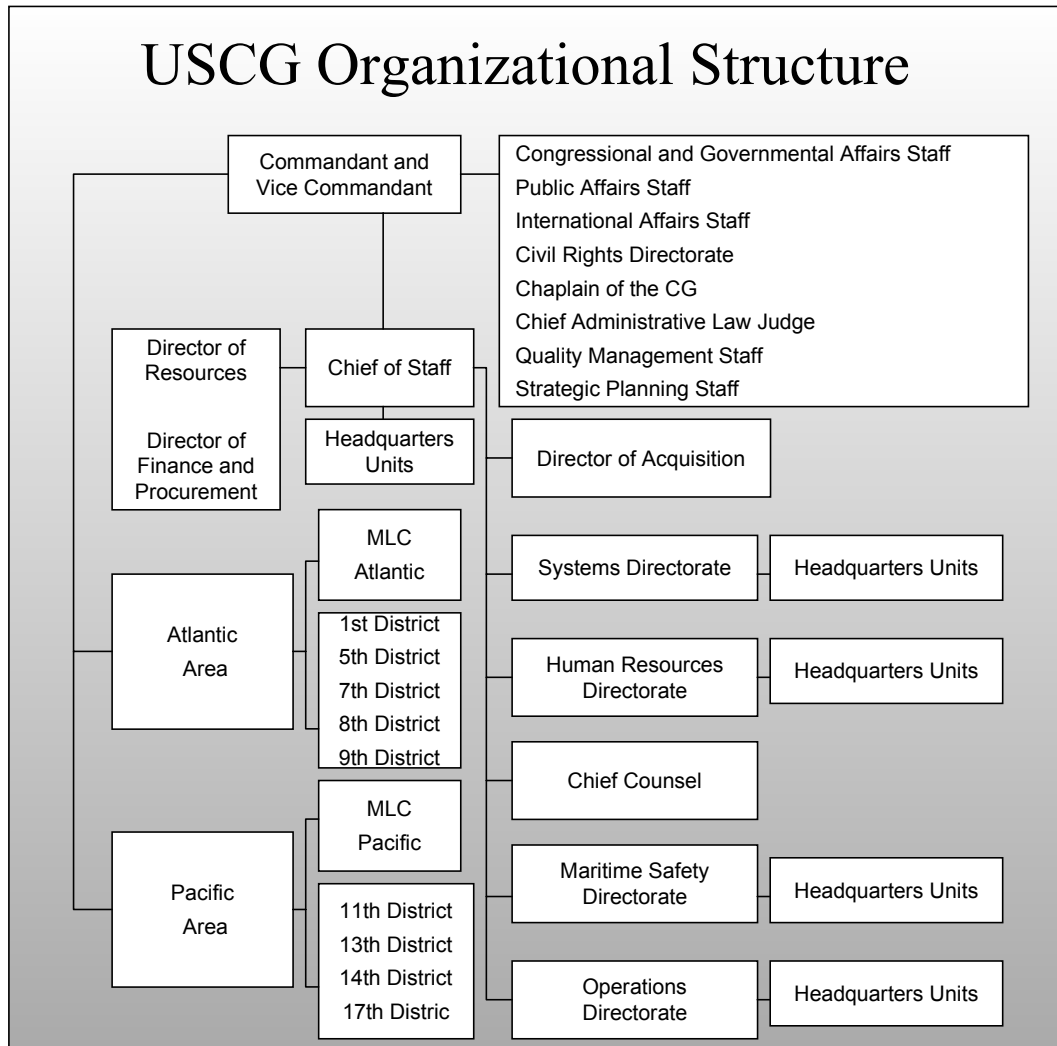 USCG Organizational Structure
Commandant and
Vice Commandant
Congressional and Governmental Affairs Staff
Public Affairs Staff
International Affairs Staff
Civil Rights Directorate
Chaplain of the CG
Chief Administrative Law Judge
Quality Management Staff
Strategic Planning Staff
Director of
Resources
Director of
Finance and
Procurement
Chief of Staff
Headquarters
Units
Director of Acquisition
MLC
Atlantic
Atlantic
Area
1st District
5th District
7th District
8th District
9th District
Systems Directorate
Headquarters Units
Human Resources
Directorate
Headquarters Units
Chief Counsel
MLC
Pacific
Pacific
Area
11th District
13th District
14th District
17th Distric
Maritime Safety
Directorate
Headquarters Units
Operations
Directorate
Headquarters Units